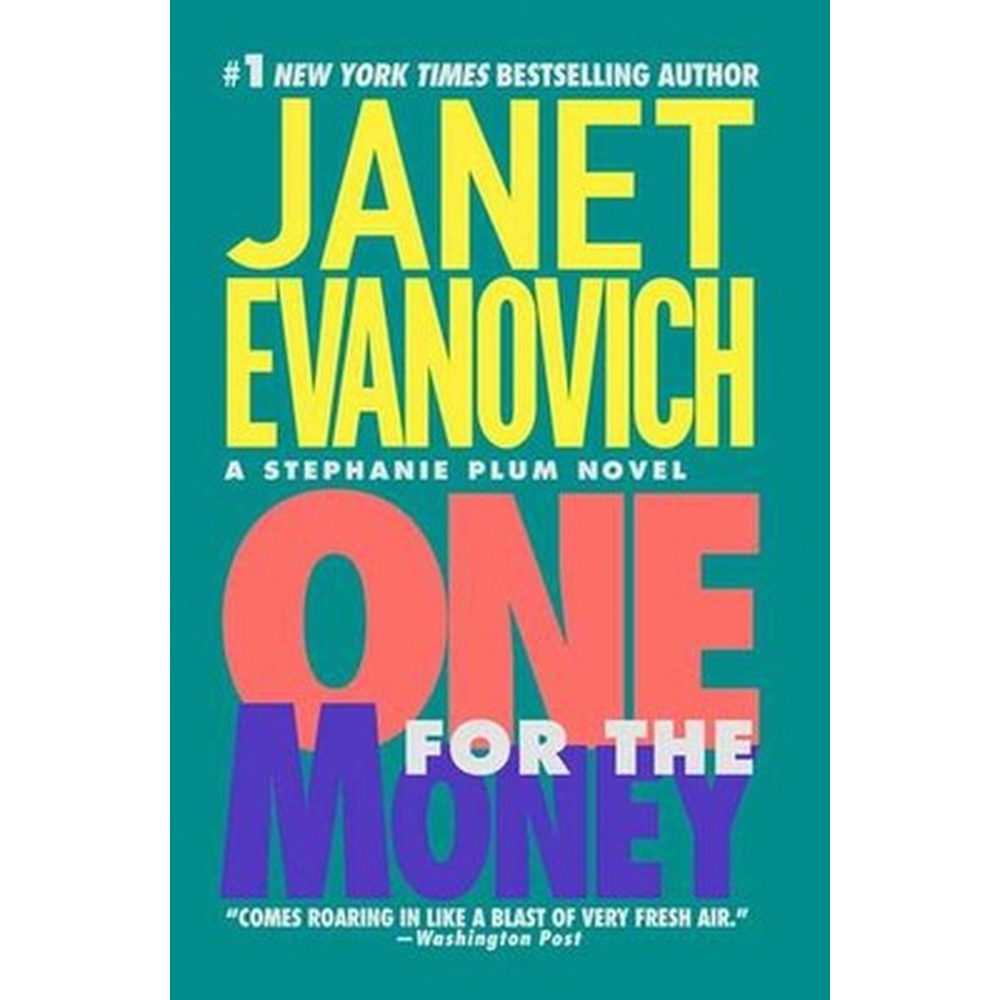 #1 NEW YORK TIMES BESTSELLING AUTHOR
JANET
EVANOVICH
A STEPHANIE PLUM NOVEL
ONE
FOR THE
MONEY
“COMES ROARING IN LIKE A BLAST OF VERY FRESH AIR.”
—Washington Post